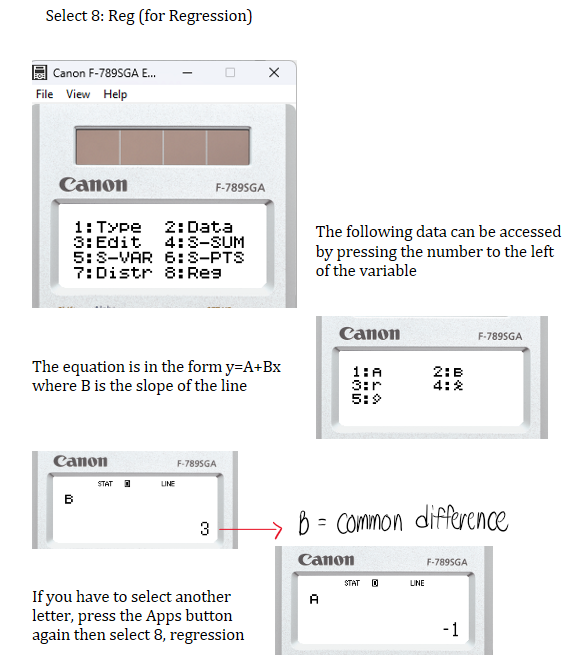 Select 8: Reg (for Regression)
Canon F-789SGA E...
File View Help
Canon
F-789SGA
1:Type 2:Data
3:Edit 4:S-SUM
5:S-VAR 6:S-PTS
7:Distr 8:Reg
The following data can be accessed
by pressing the number to the left
of the variable
Canon
F-789SGA
1:A 2:B
3:r 4:x̂
5:ŷ
The equation is in the form y=A+Bx
where B is the slope of the line
Canon
F-789SGA
STAT D LINE
B
3
B = common difference
Canon
F-789SGA
STAT D LINE
A
-1
If you have to select another
letter, press the Apps button
again then select 8, regression